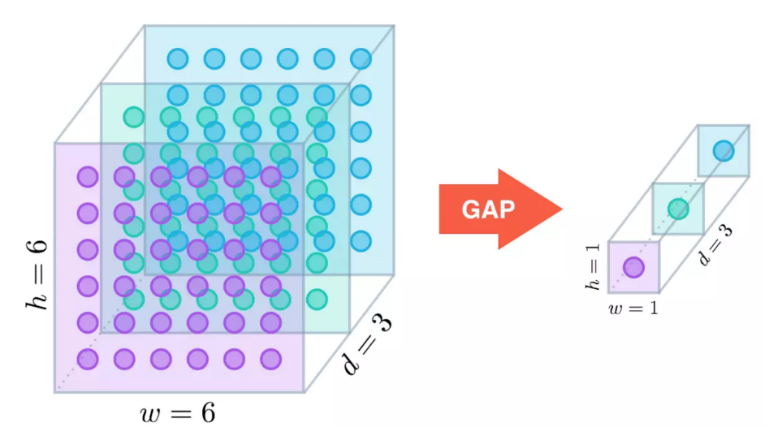 h = 6
w = 6
d = 3
GAP
h = 1
w = 1
d = 3